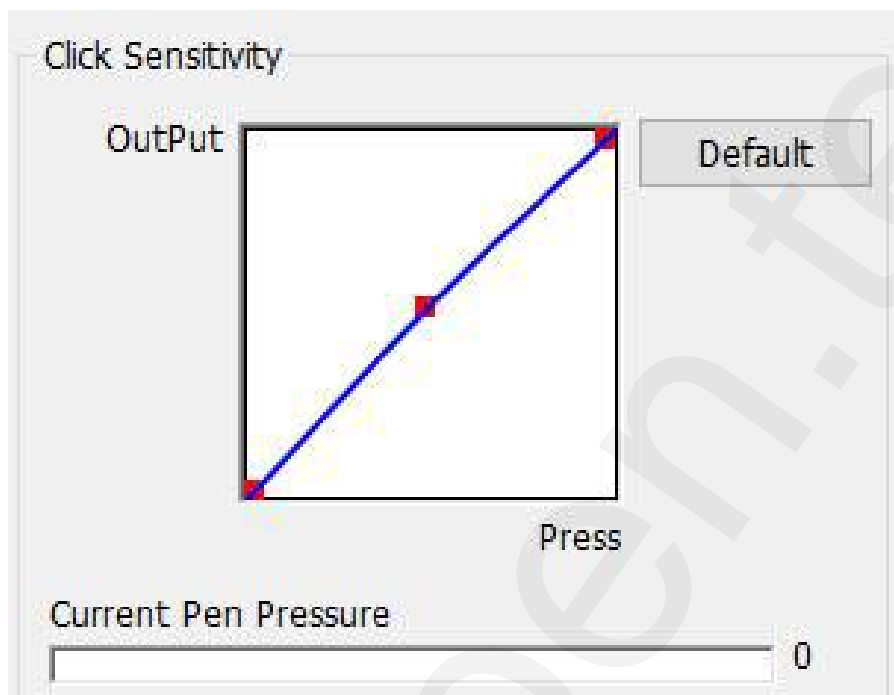 Click Sensitivity
OutPut
Default
Press
Current Pen Pressure
0